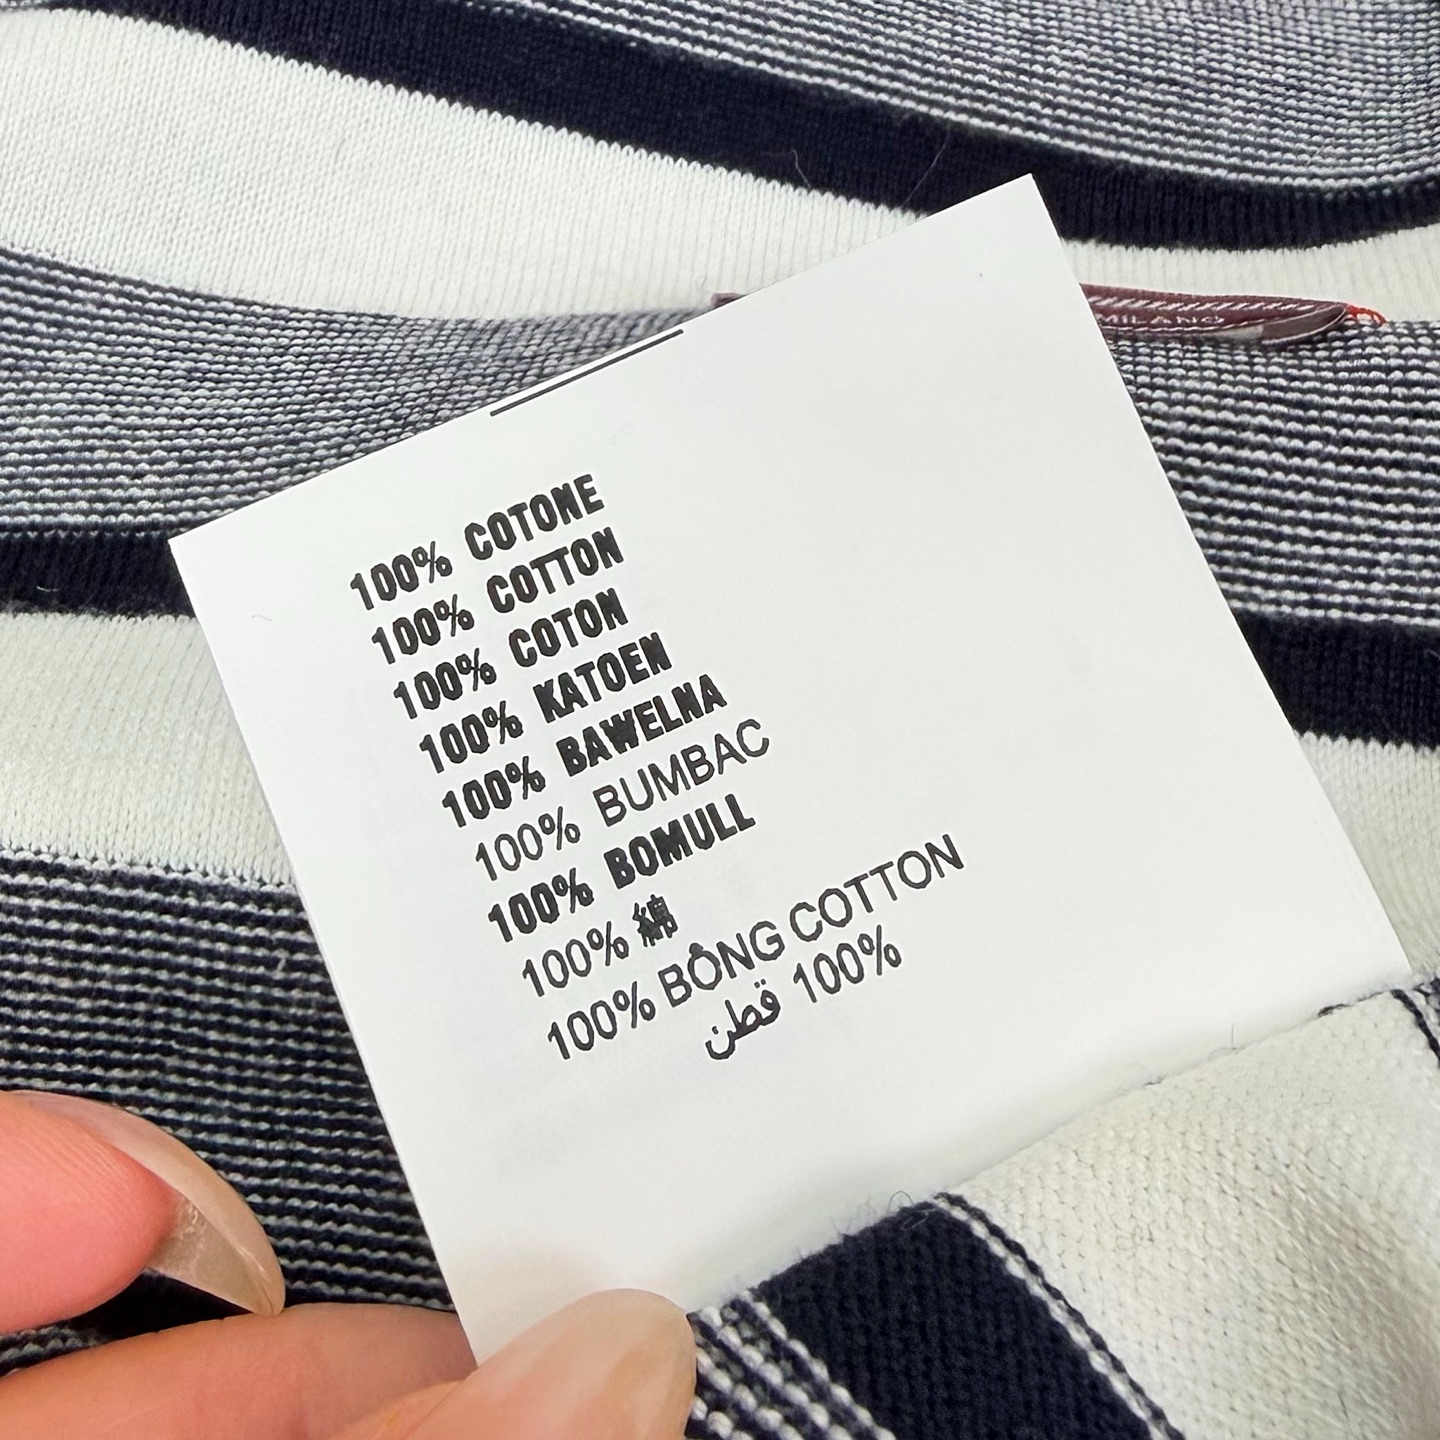 MILANO
100% COTONE
100% COTTON
100% COTON
100% KATOEN
100% BAWELNA
100% BUMBAC
100% BOMULL
100% 綿
100% BÔNG COTTON
100% قطن